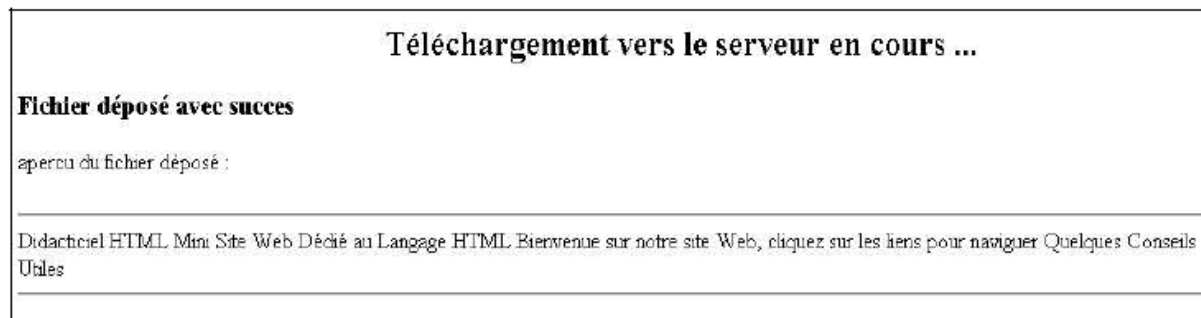 Téléchargement vers le serveur en cours ...
Fichier déposé avec succes
apercu du fichier déposé :
Didacticiel HTML Mini Site Web Dédié au Langage HTML Bienvenue sur notre site Web, cliquez sur les liens pour naviguer Quelques Conseils
Utiles